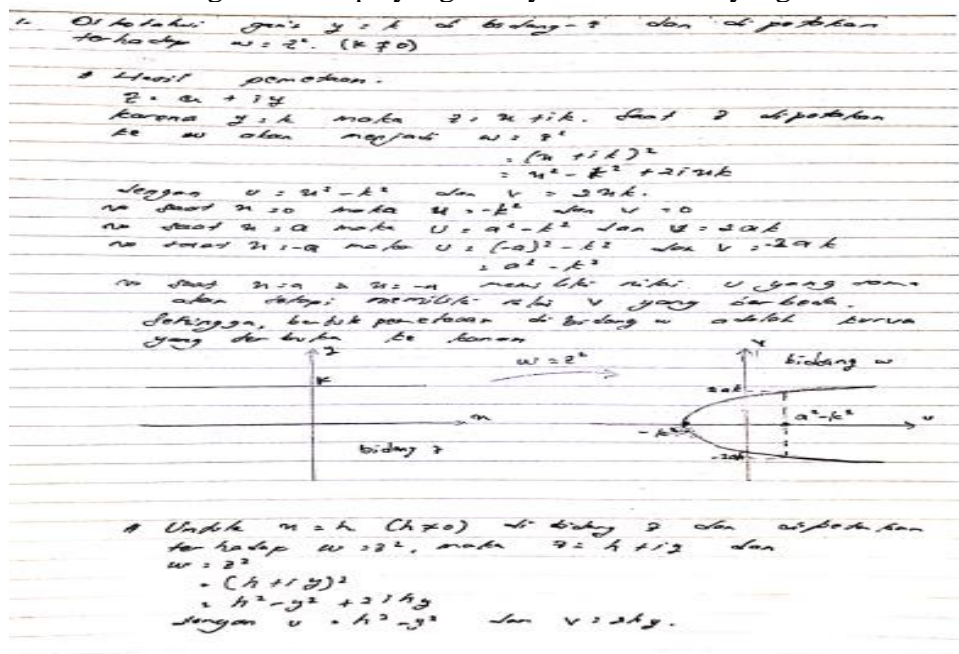 1. Diketahui garis y = k di bidang-z dan di petakan
terhadap w = z². (k ≠ 0)
* Hasil pemetaan.
z = x + iy
karena y = k maka z = x + ik. Saat z dipetakan
ke w akan menjadi w = z²
= (x + ik)²
= x² - k² + 2ixk
dengan u = x² - k² dan v = 2xk.
~ saat x = 0 maka u = -k² dan v = 0
~ saat x = a maka u = a² - k² dan v = 2ak
~ saat x = -a maka u = (-a)² - k² dan v = -2ak
= a² - k²
~ saat x = a & x = -a memiliki nilai u yang sama
akan tetapi memiliki nilai v yang berbeda.
Sehingga, bentuk pemetaan di bidang w adalah kurva
yang terbuka ke kanan
y w = z² v bidang w
k 2ak
x a² - k² u
-k²
bidang z -2ak
* Untuk x = h (h ≠ 0) di bidang z dan dipetakan
terhadap w = z², maka z = h + iy dan
w = z²
= (h + iy)²
= h² - y² + 2ihy
dengan u = h² - y² dan v = 2hy.